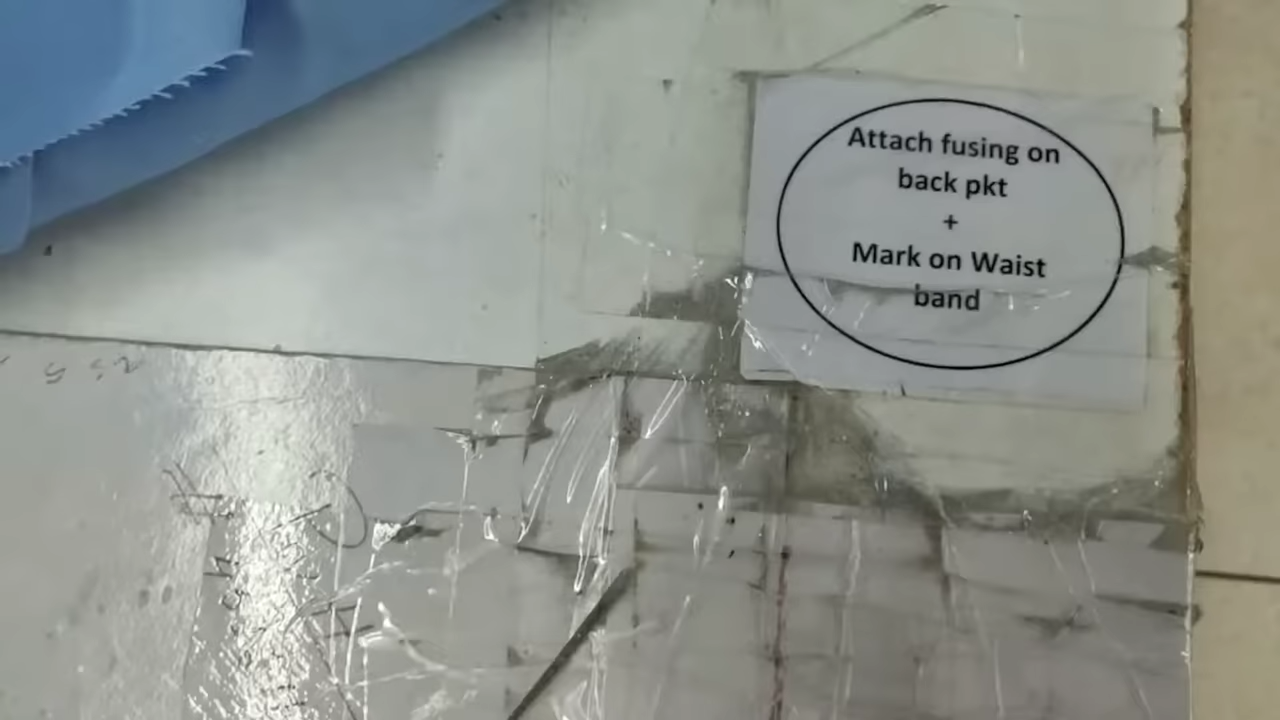 Attach fusing on
back pkt
+
Mark on Waist
band